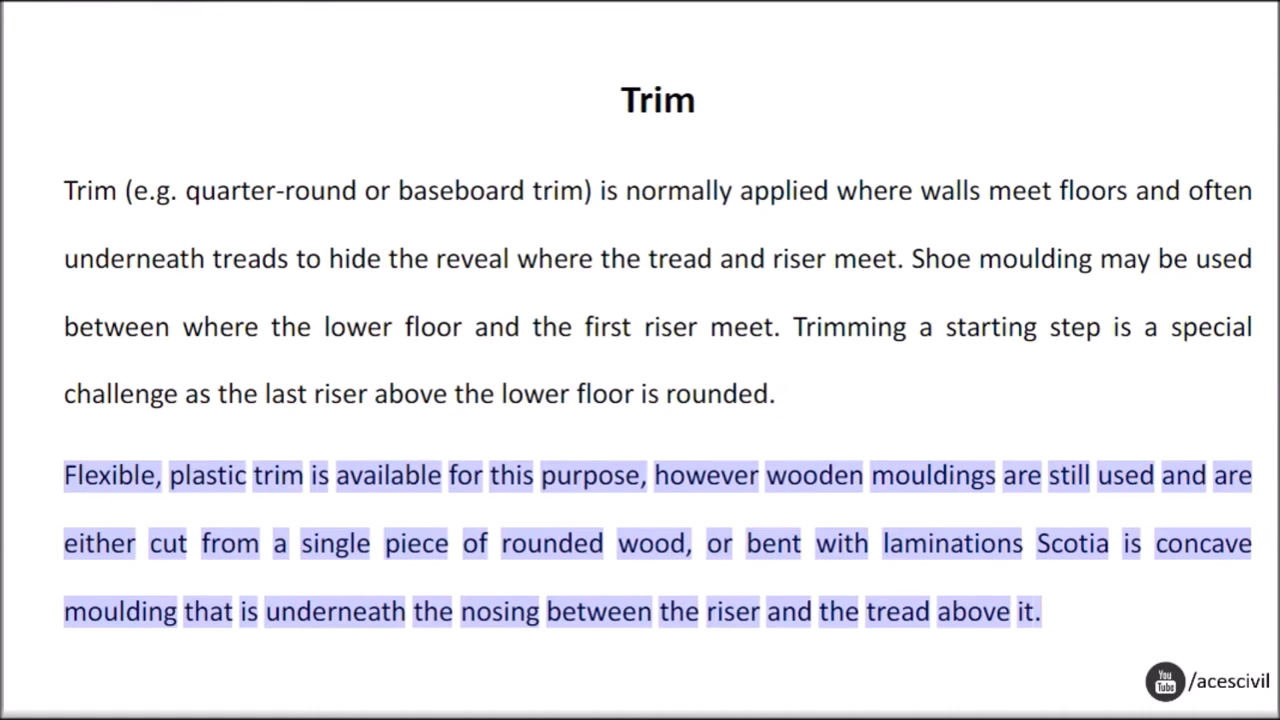 Trim
Trim (e.g. quarter-round or baseboard trim) is normally applied where walls meet floors and often
underneath treads to hide the reveal where the tread and riser meet. Shoe moulding may be used
between where the lower floor and the first riser meet. Trimming a starting step is a special
challenge as the last riser above the lower floor is rounded.
Flexible, plastic trim is available for this purpose, however wooden mouldings are still used and are
either cut from a single piece of rounded wood, or bent with laminations Scotia is concave
moulding that is underneath the nosing between the riser and the tread above it.
You
Tube
/acescivil